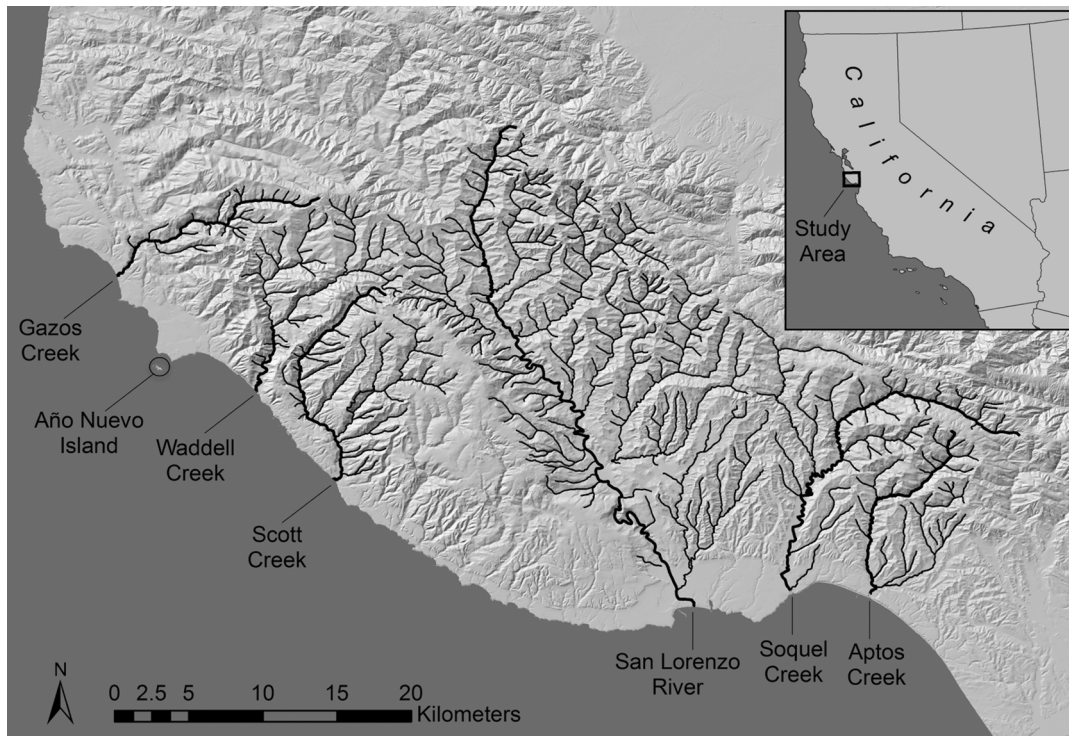 California
Study
Area
Gazos
Creek
Año Nuevo
Island
Waddell
Creek
Scott
Creek
San Lorenzo
River
Soquel
Creek
Aptos
Creek
N
0 2.5 5 10 15 20
Kilometers